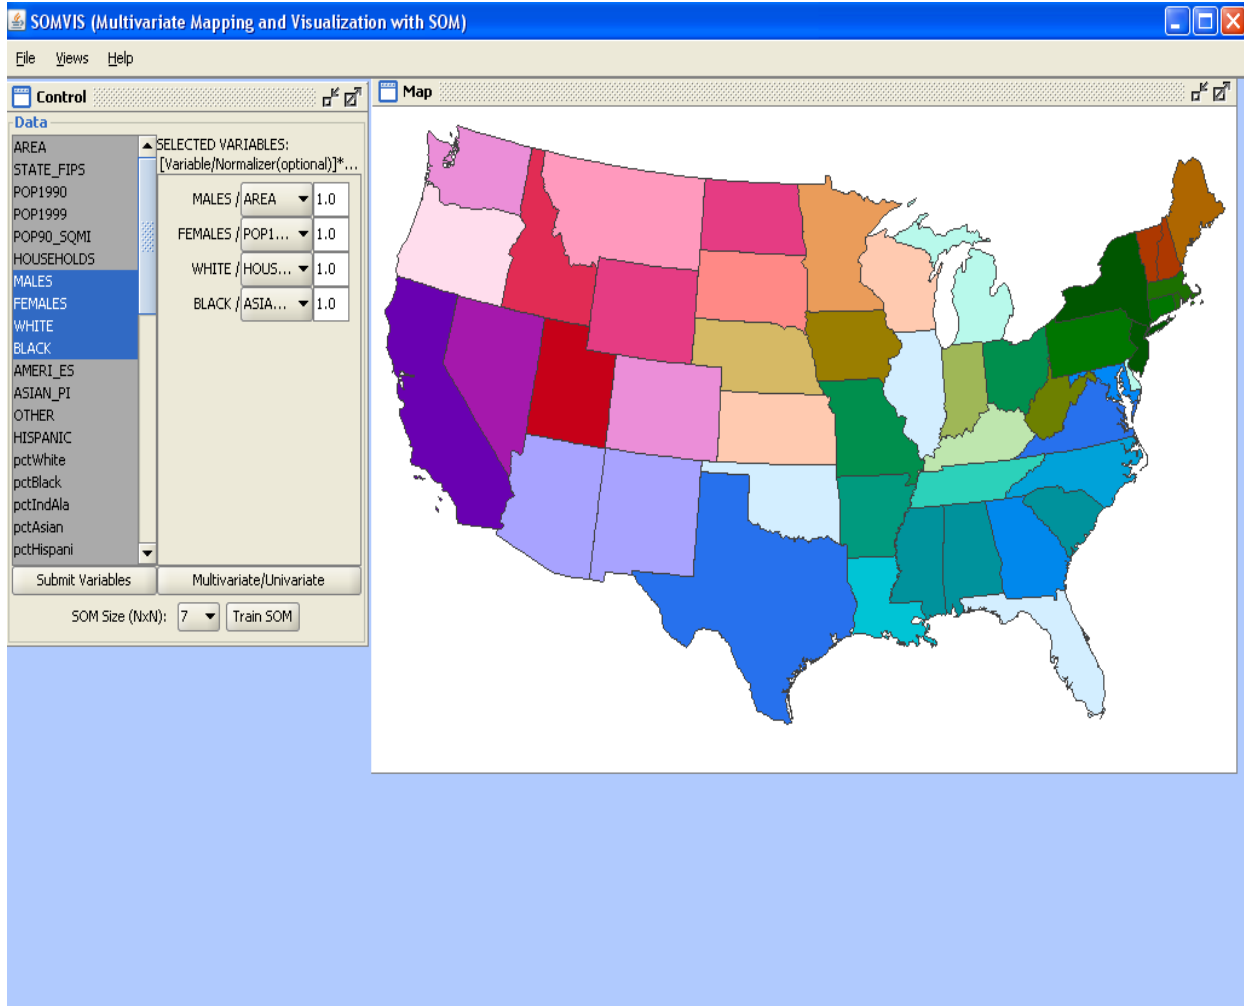 SOMVIS (Multivariate Mapping and Visualization with SOM)
File Views Help
Control
Map
Data
AREA
STATE_FIPS
POP1990
POP1999
POP90_SQMI
HOUSEHOLDS
MALES
FEMALES
WHITE
BLACK
AMERI_ES
ASIAN_PI
OTHER
HISPANIC
pctWhite
pctBlack
pctIndAla
pctAsian
pctHispani
SELECTED VARIABLES:
[Variable/Normalizer(optional)]*...
MALES / AREA 1.0
FEMALES / POP1... 1.0
WHITE / HOUS... 1.0
BLACK / ASIA... 1.0
Submit Variables Multivariate/Univariate
SOM Size (NxN): 7 Train SOM